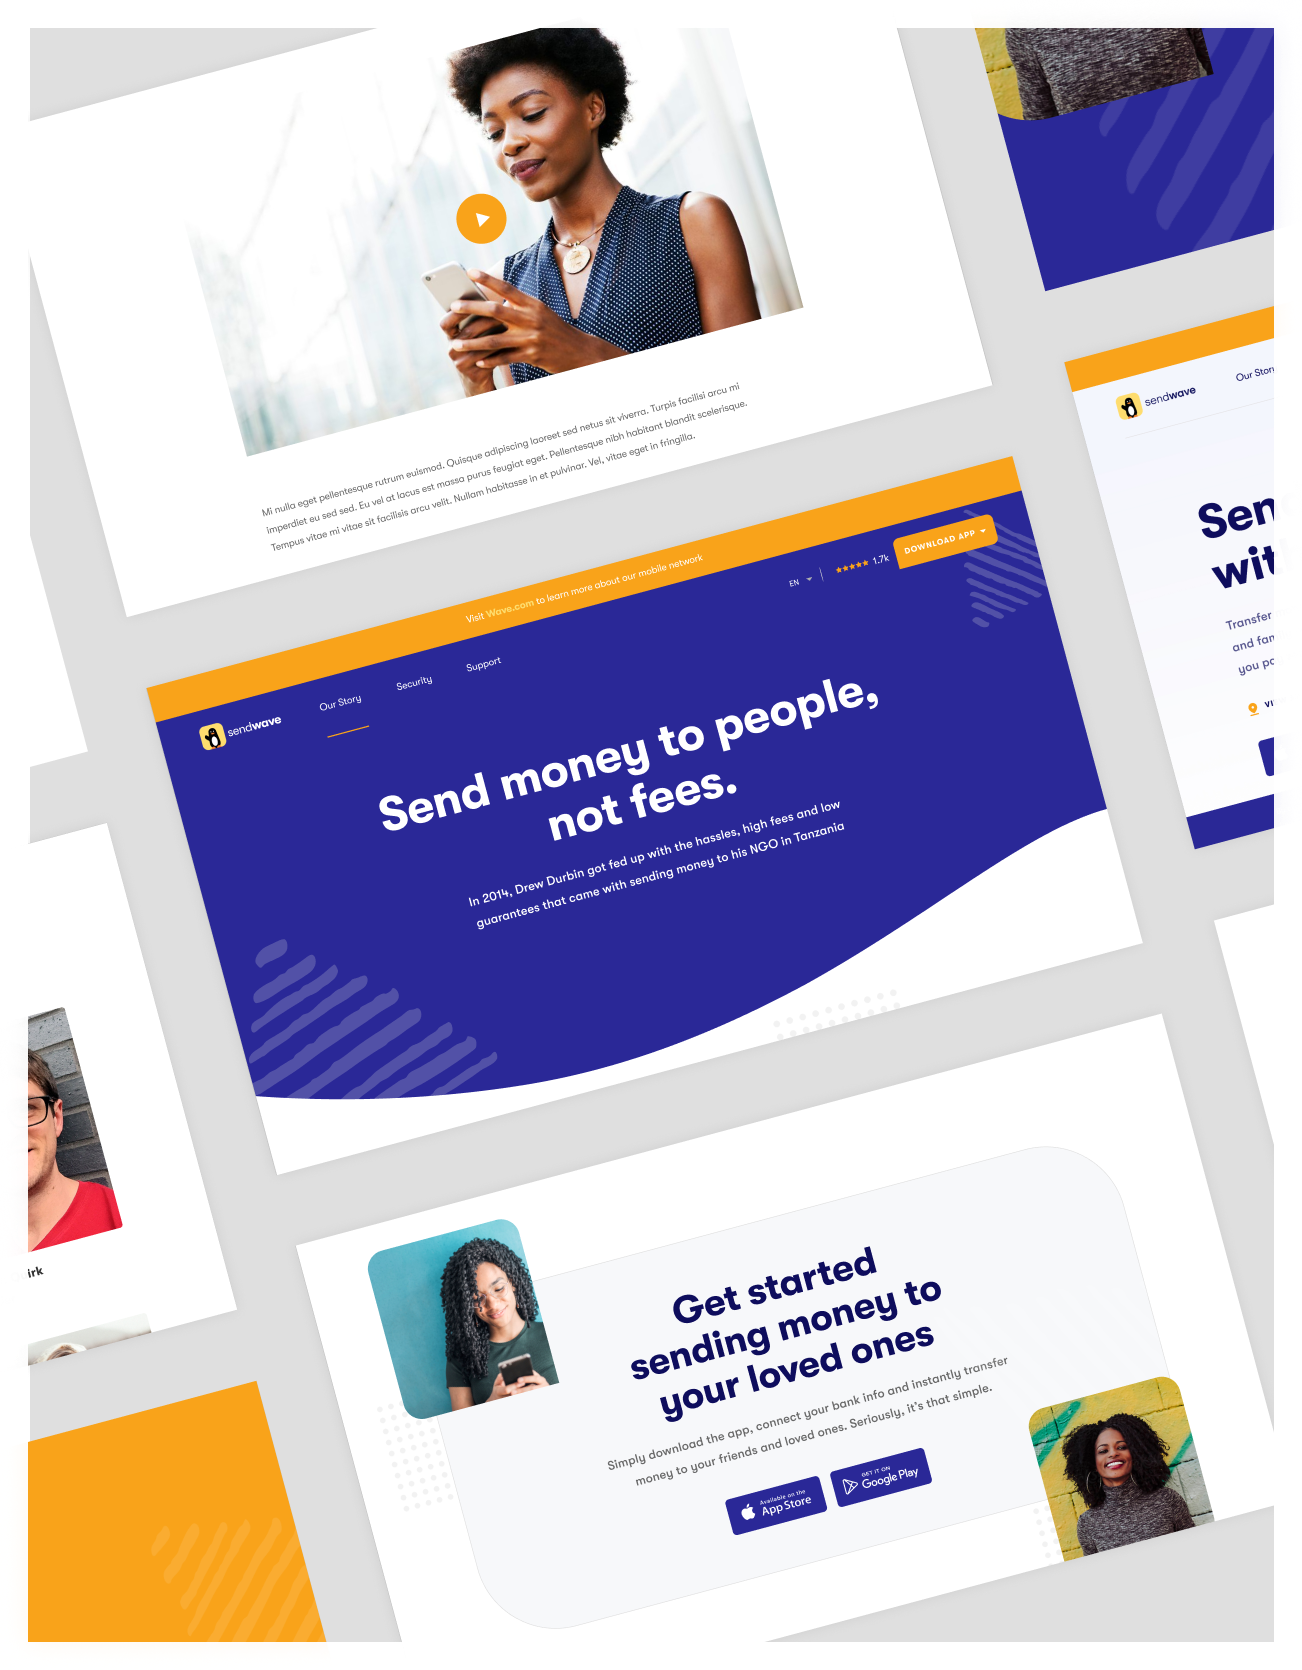 Mi nulla eget pellentesque rutrum euismod. Quisque adipiscing laoreet sed netus sit viverra. Turpis facilisi arcu mi
imperdiet eu sed sed. Eu vel at lacus est massa purus feugiat eget. Pellentesque nibh habitant blandit scelerisque.
Tempus vitae mi vitae sit facilisis arcu velit. Nullam habitasse in et pulvinar. Vel, vitae eget in fringilla.
sendwave
Our Story
Transfer
you
Visit Wave.com to learn more about our mobile network
sendwave
Our Story
Security
Support
EN
1.7k
DOWNLOAD APP
Send money to people,
not fees.
In 2014, Drew Durbin got fed up with the hassles, high fees and low
guarantees that came with sending money to his NGO in Tanzania
irk
Get started
sending money to
your loved ones
Simply download the app, connect your bank info and instantly transfer
money to your friends and loved ones. Seriously, it's that simple.
Available on the
App Store
GET IT ON
Google Play